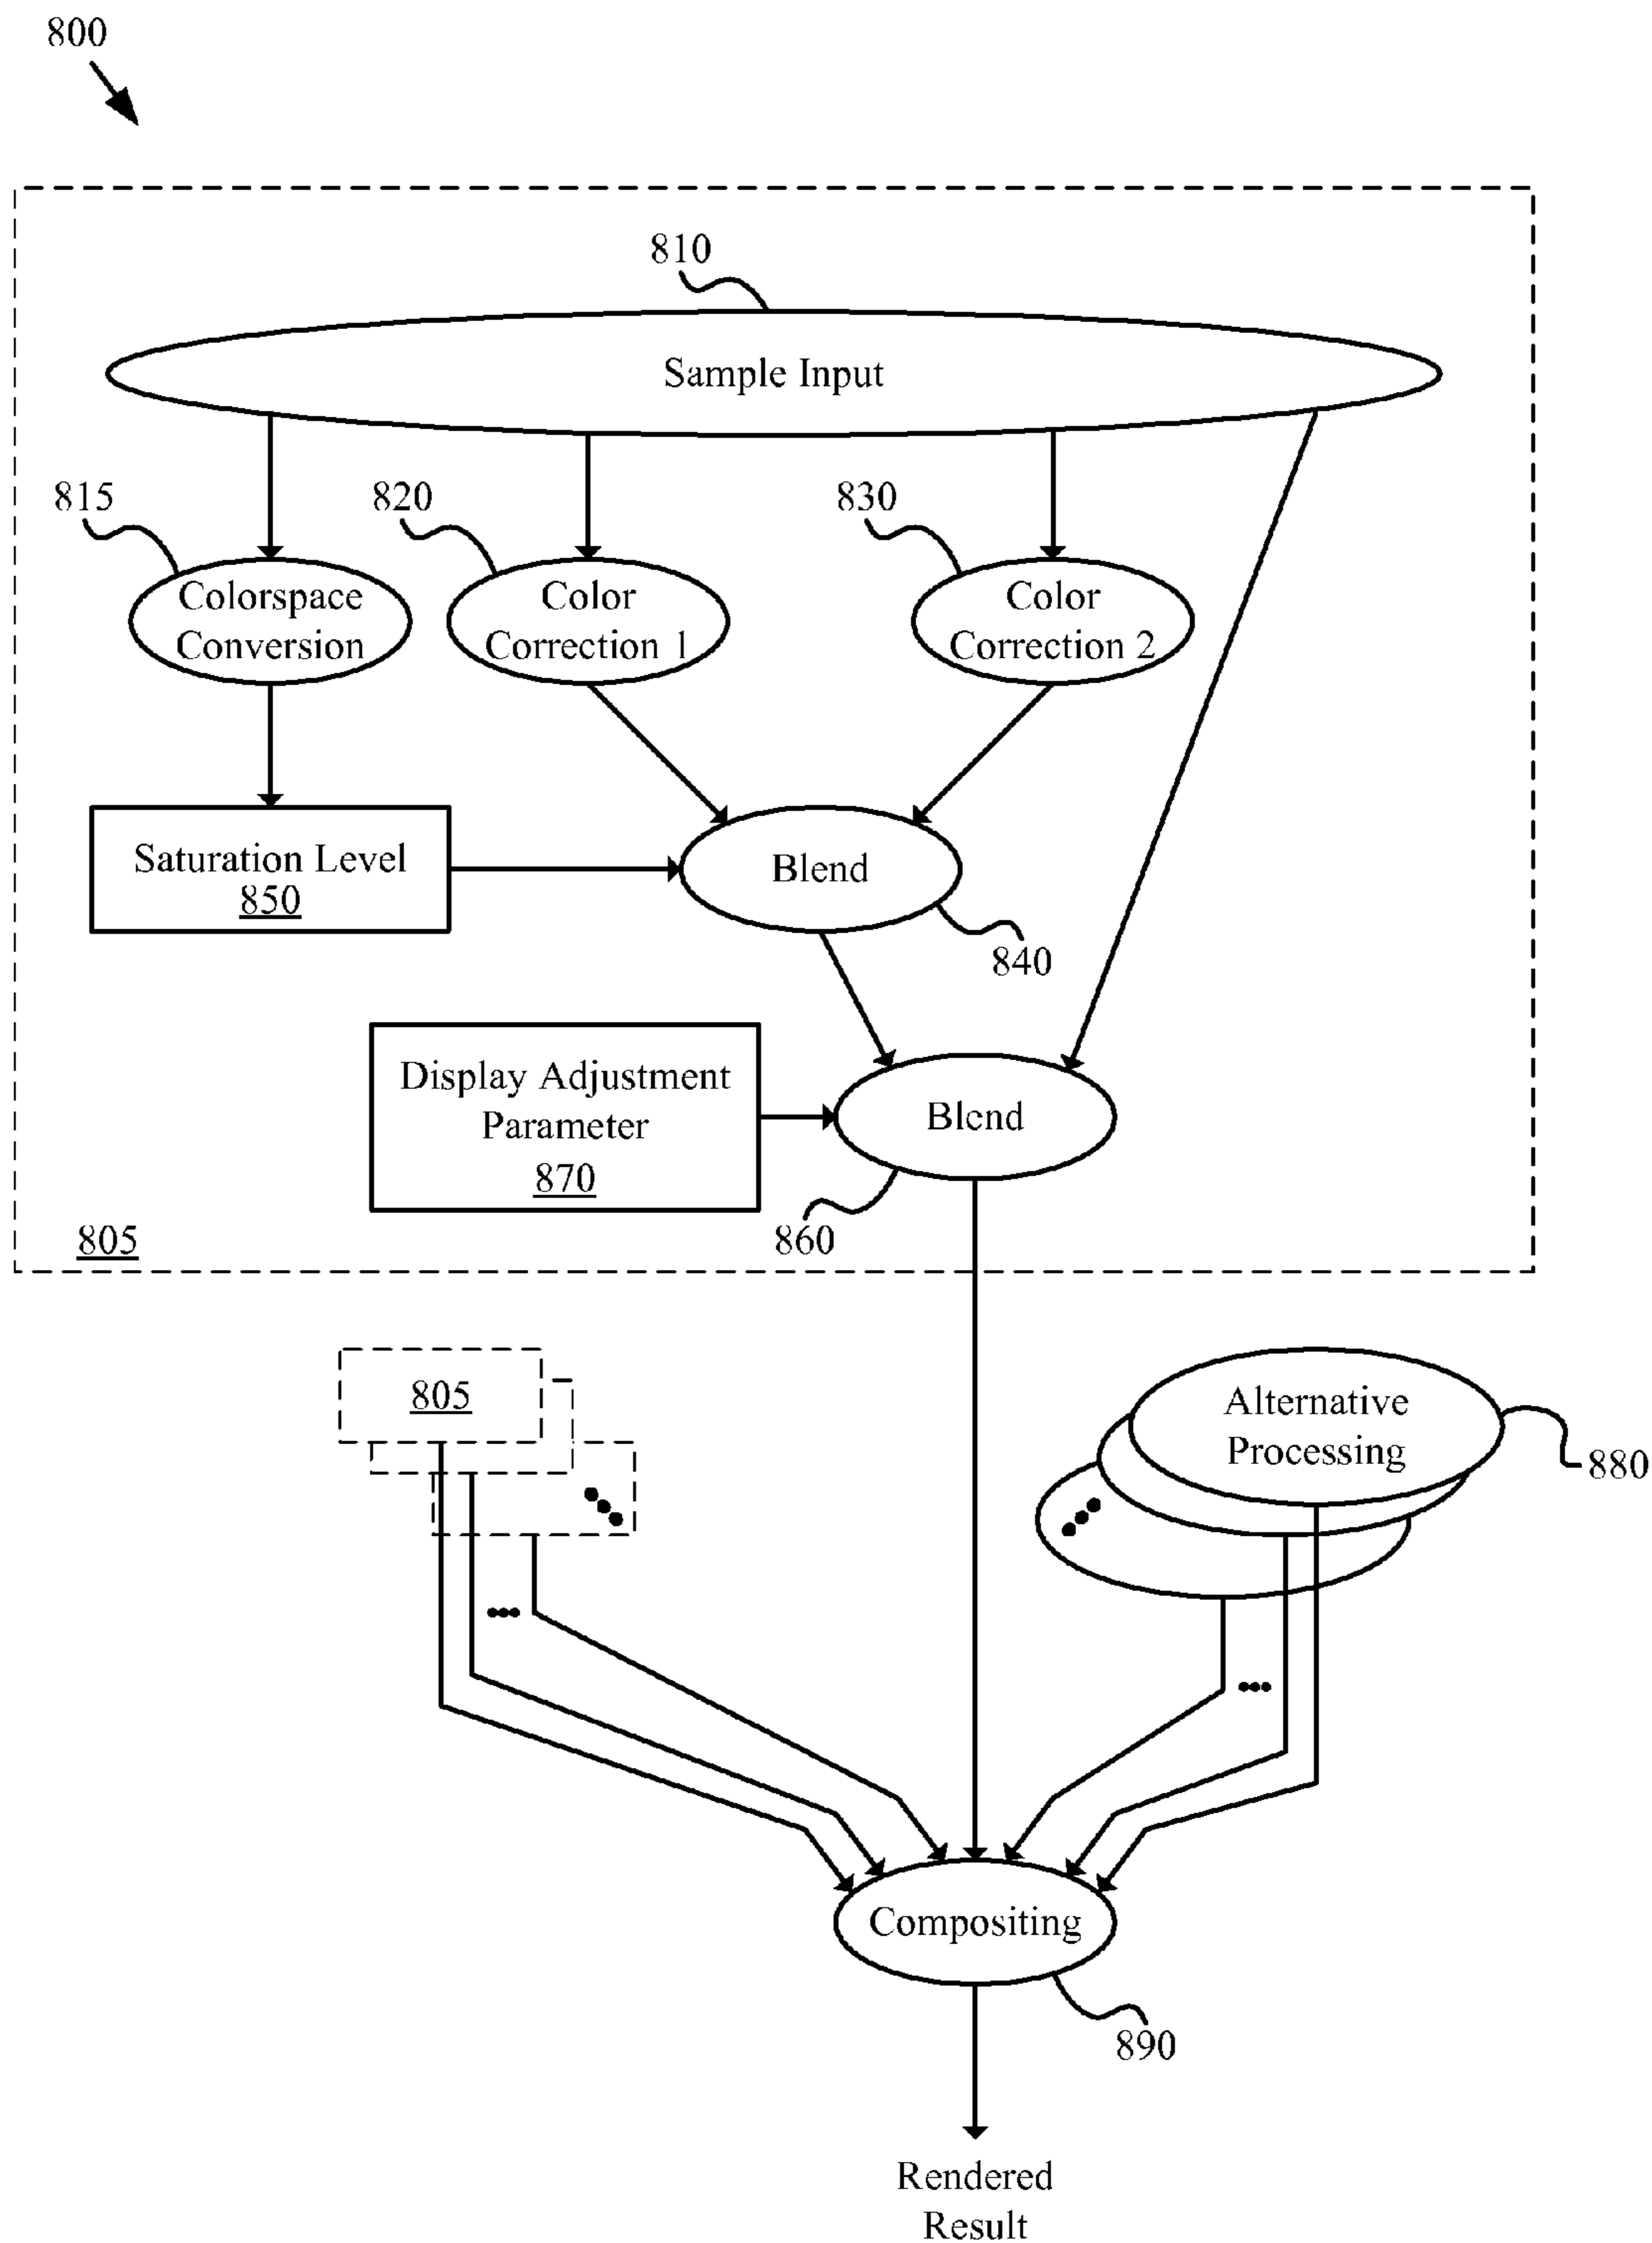 800
810
Sample Input
815
820
830
Colorspace
Conversion
Color
Correction 1
Color
Correction 2
Saturation Level
850
Blend
840
Display Adjustment
Parameter
870
Blend
860
805
805
Alternative
Processing
880
Compositing
890
Rendered
Result